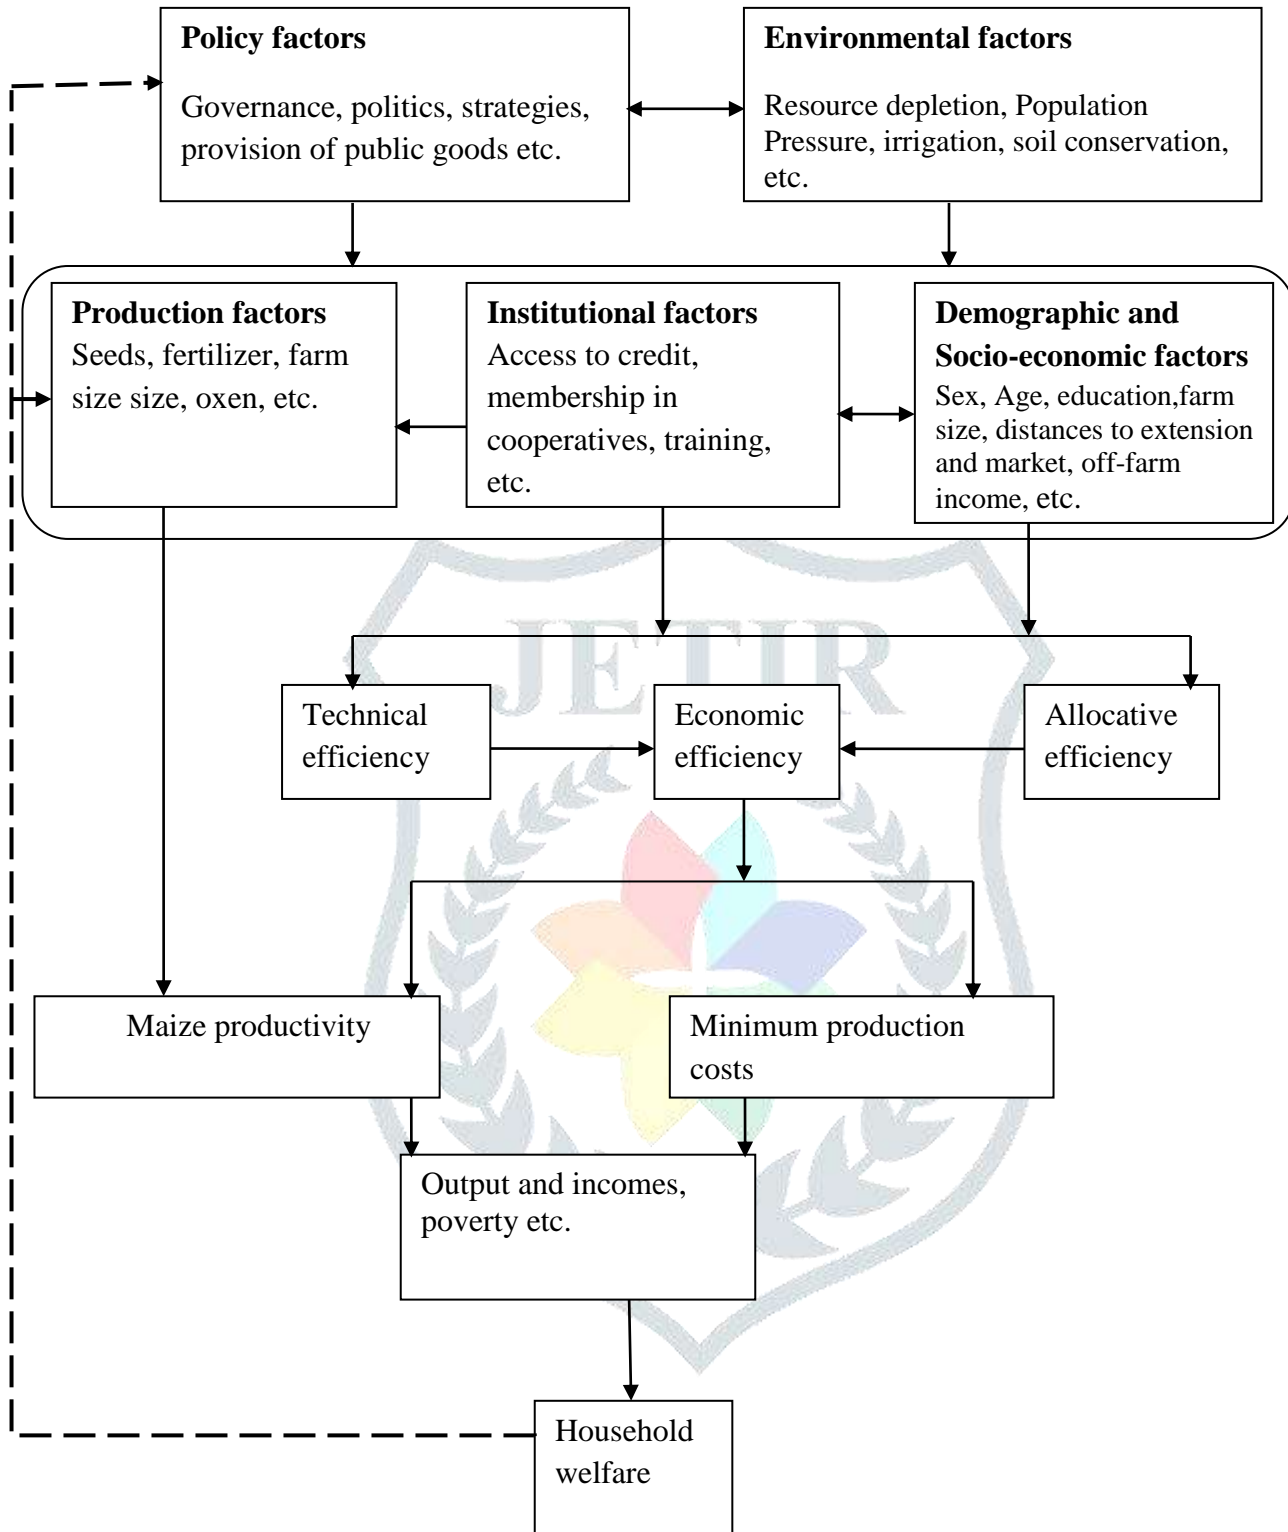 Policy factors
Governance, politics, strategies,
provision of public goods etc.
Environmental factors
Resource depletion, Population
Pressure, irrigation, soil conservation,
etc.
Production factors
Seeds, fertilizer, farm
size size, oxen, etc.
Institutional factors
Access to credit,
membership in
cooperatives, training,
etc.
Demographic and
Socio-economic factors
Sex, Age, education,farm
size, distances to extension
and market, off-farm
income, etc.
JETIR
Technical
efficiency
Economic
efficiency
Allocative
efficiency
Maize productivity
Minimum production
costs
Output and incomes,
poverty etc.
Household
welfare